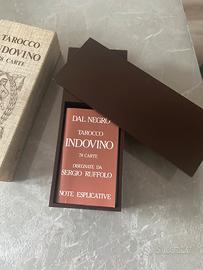 TAROCCO
INDOVINO
78 CARTE
DAL NEGRO
TAROCCO
INDOVINO
78 CARTE
DISEGNATE DA
SERGIO RUFFOLO
NOTE ESPLICATIVE